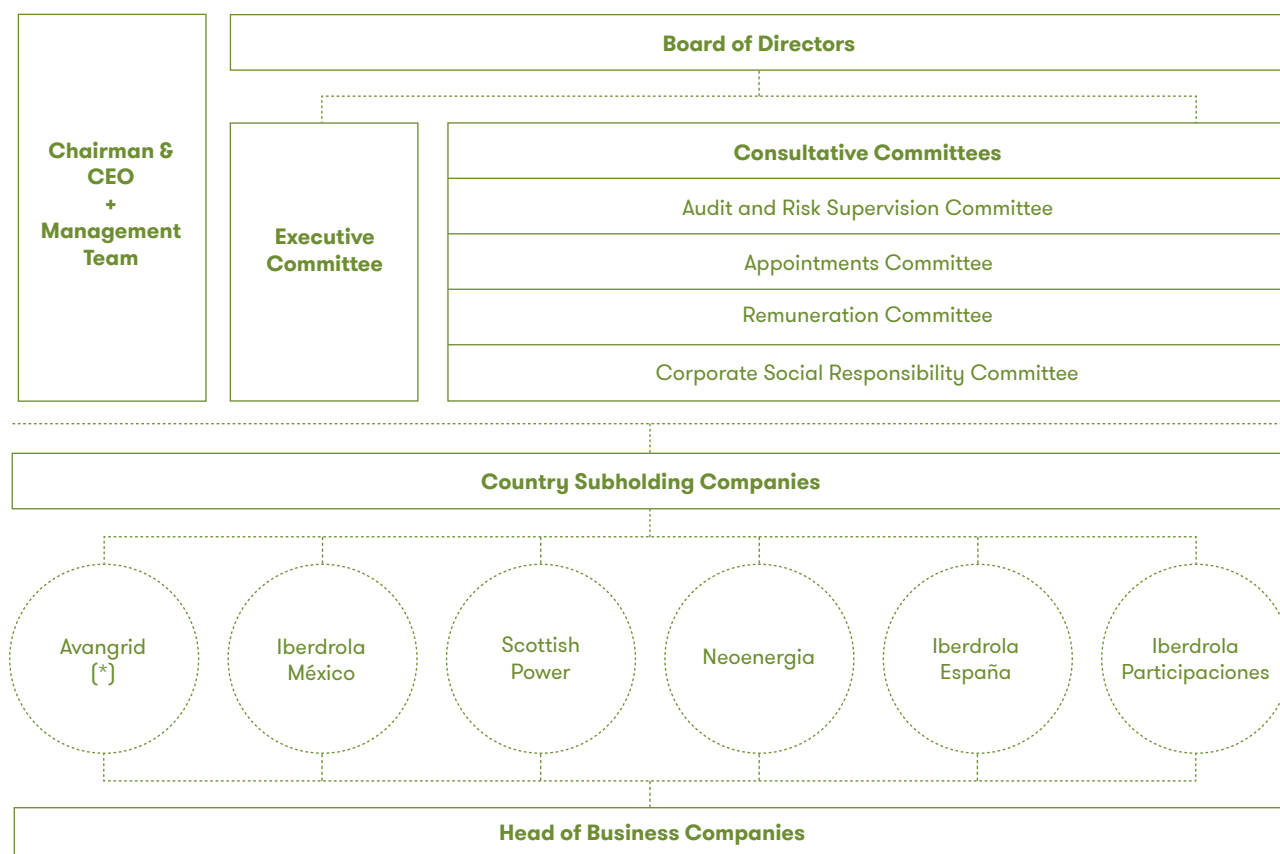 Board of Directors
Chairman &
CEO
+
Management
Team
Executive
Committee
Consultative Committees
Audit and Risk Supervision Committee
Appointments Committee
Remuneration Committee
Corporate Social Responsibility Committee
Country Subholding Companies
Avangrid
(*)
Iberdrola
México
Scottish
Power
Neoenergia
Iberdrola
España
Iberdrola
Participaciones
Head of Business Companies